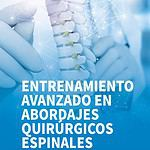 ENTRENAMIENTO
AVANZADO EN
ABORDAJES
QUIRÚRGICOS
ESPINALES